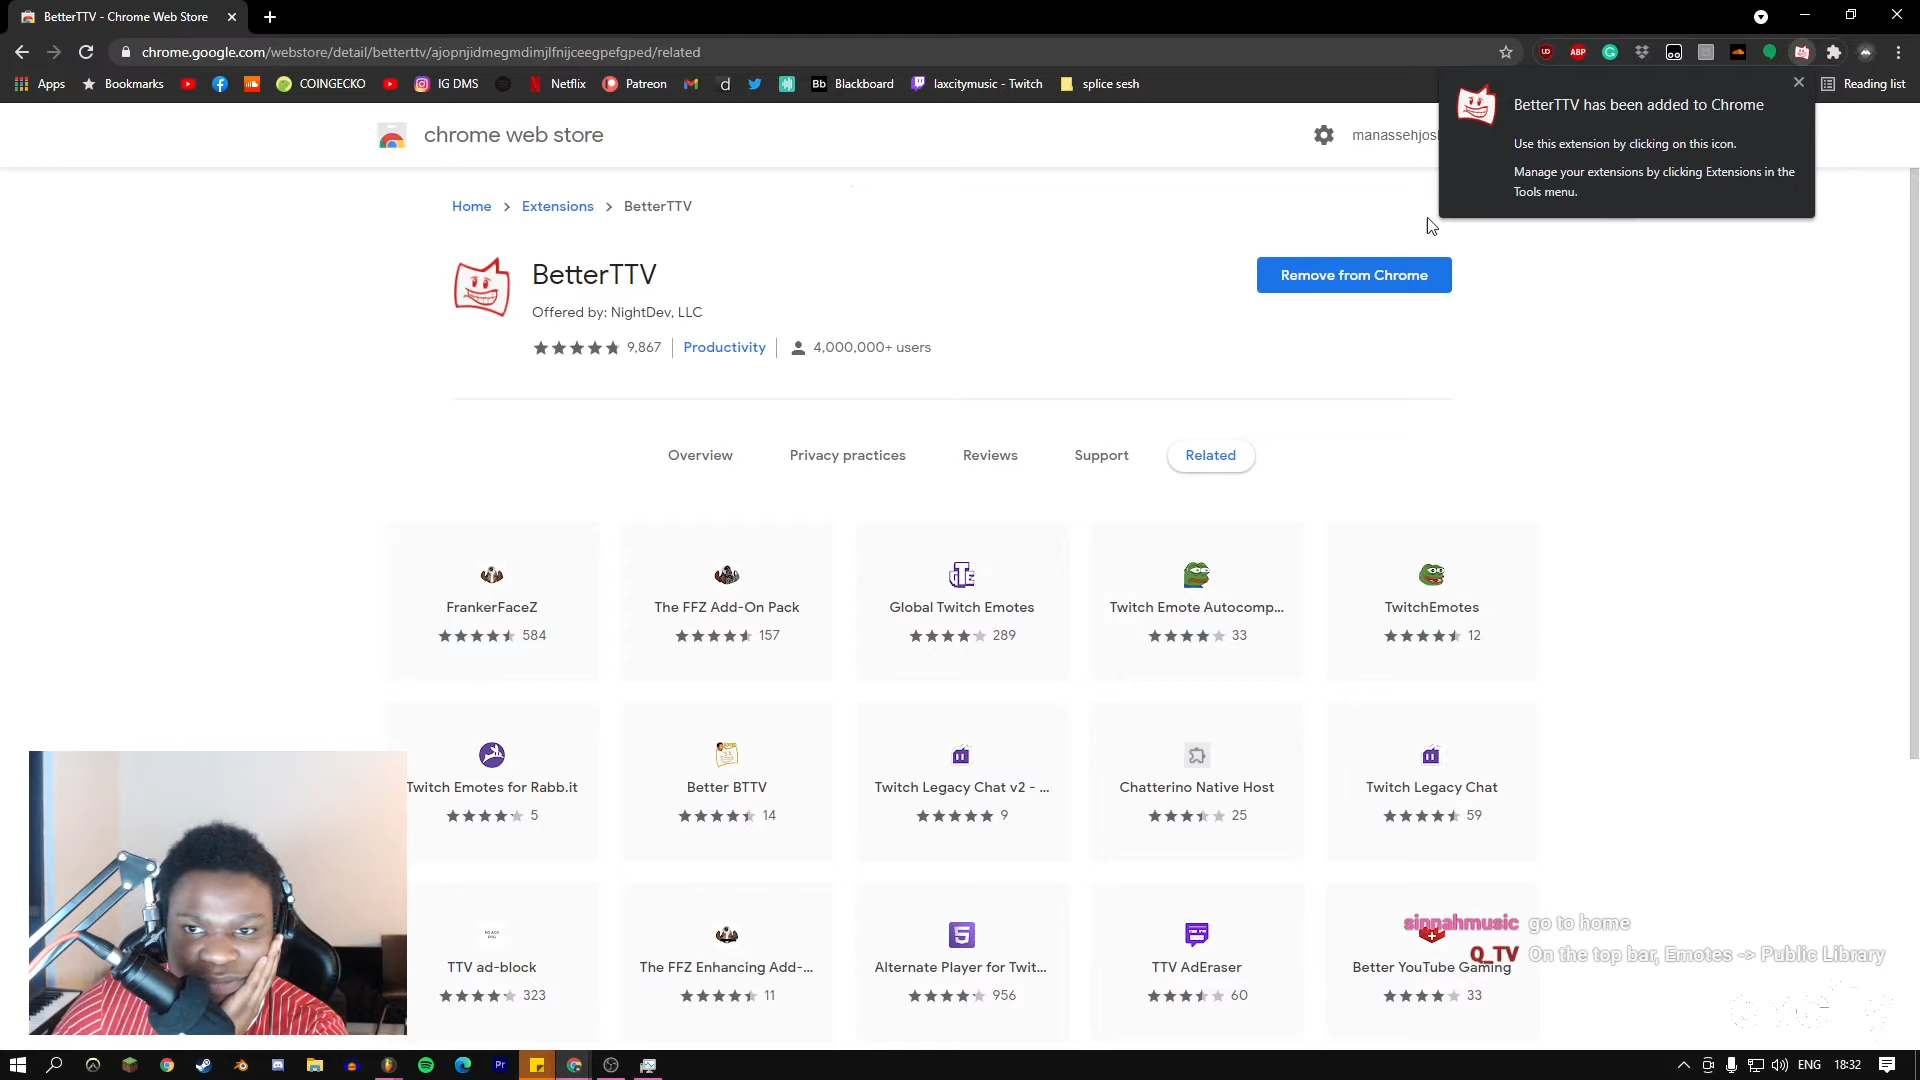 BetterTTV - Chrome Web Store
chrome.google.com/webstore/detail/betterttv/ajopnjidmegmdimjlfnijceegpefgped/related
UD
ABP
Apps
Bookmarks
COINGECKO
IG DMS
Netflix
Patreon
d
Bb Blackboard
laxcitymusic - Twitch
splice sesh
Reading list
BetterTTV has been added to Chrome
Use this extension by clicking on this icon.
Manage your extensions by clicking Extensions in the
Tools menu.
chrome web store
manassehjosh
Home > Extensions > BetterTTV
BetterTTV
Remove from Chrome
Offered by: NightDev, LLC
9,867 | Productivity | 4,000,000+ users
Overview
Privacy practices
Reviews
Support
Related
FrankerFaceZ
The FFZ Add-On Pack
Global Twitch Emotes
Twitch Emote Autocomp...
TwitchEmotes
584
157
289
33
12
Twitch Emotes for Rabb.it
Better BTTV
Twitch Legacy Chat v2 - ...
Chatterino Native Host
Twitch Legacy Chat
5
14
9
25
59
TTV ad-block
The FFZ Enhancing Add-...
Alternate Player for Twit...
TTV AdEraser
Better YouTube Gaming
323
11
956
60
33
sinnahmusic go to home
Q_TV On the top bar, Emotes -> Public Library
Pr
ENG
18:32